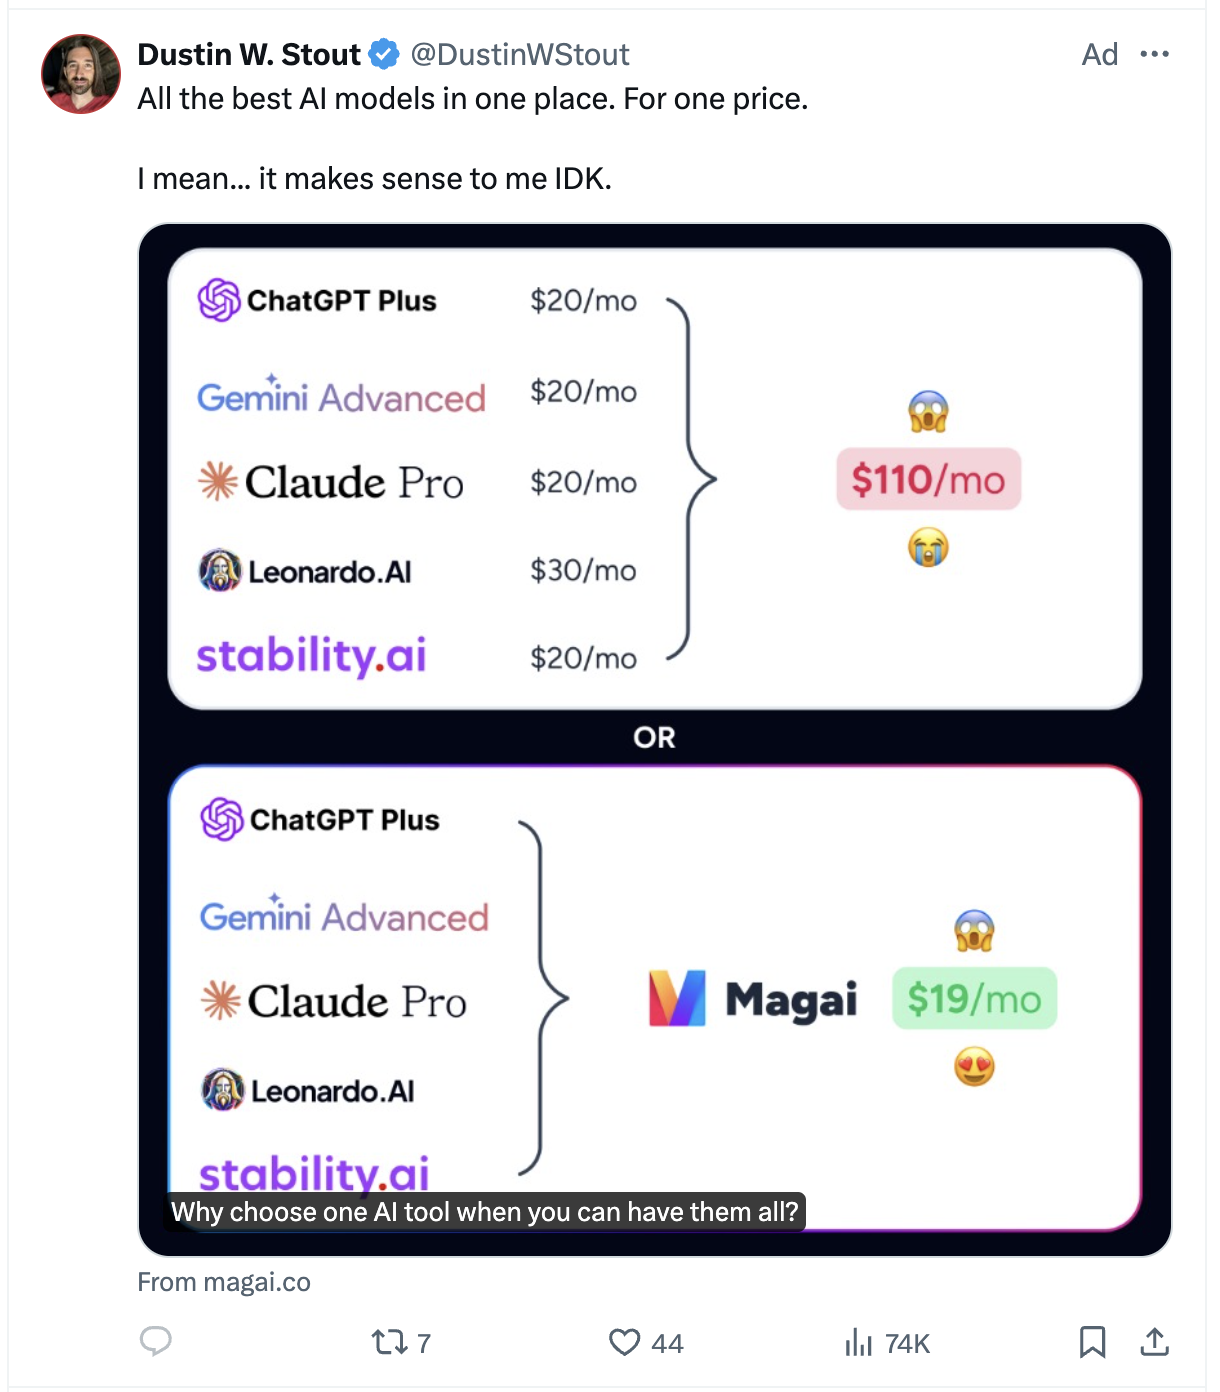 Dustin W. Stout @DustinWStout Ad
All the best AI models in one place. For one price.
I mean... it makes sense to me IDK.
ChatGPT Plus $20/mo
Gemini Advanced $20/mo
Claude Pro $20/mo
Leonardo.AI $30/mo
stability.ai $20/mo
$110/mo
OR
ChatGPT Plus
Gemini Advanced
Claude Pro
Leonardo.AI
stability.ai
Magai $19/mo
Why choose one AI tool when you can have them all?
From magai.co
7 44 74K